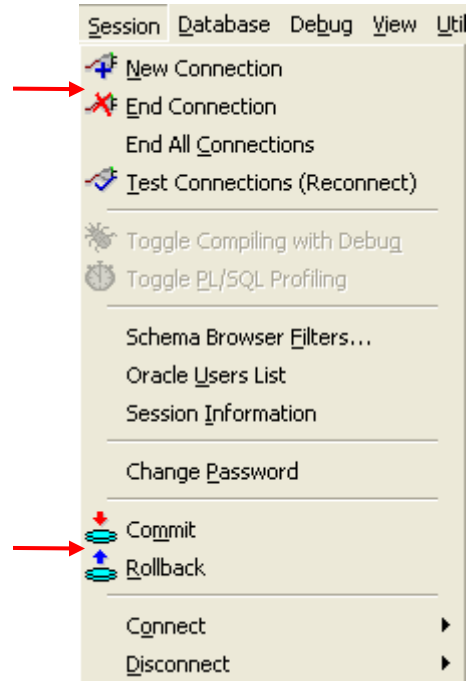 Session Database Debug View Util
New Connection
End Connection
End All Connections
Test Connections (Reconnect)
Toggle Compiling with Debug
Toggle PL/SQL Profiling
Schema Browser Filters...
Oracle Users List
Session Information
Change Password
Commit
Rollback
Connect
Disconnect